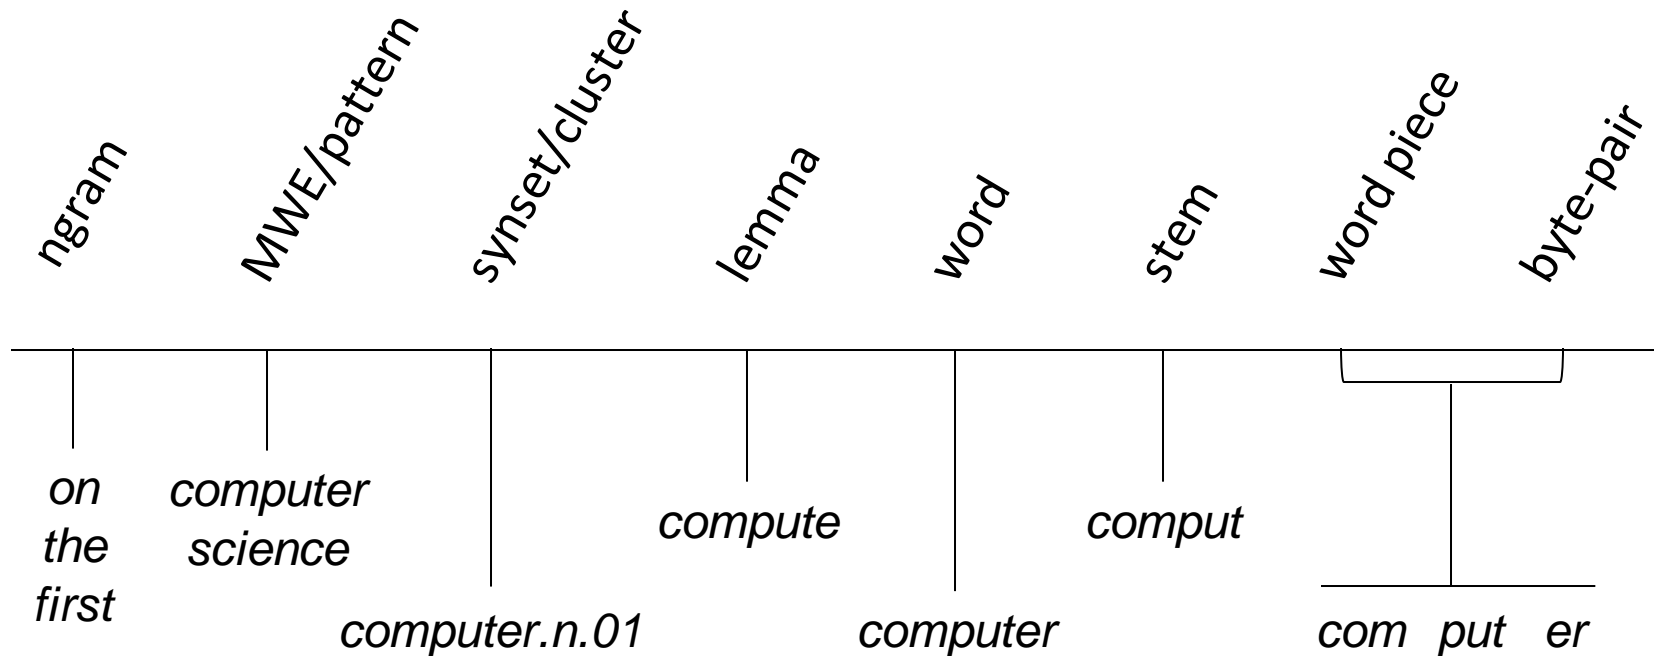 ngram
MWE/pattern
synset/cluster
lemma
word
stem
word piece
byte-pair
on
the
first
computer
science
computer.n.01
compute
computer
comput
com put er